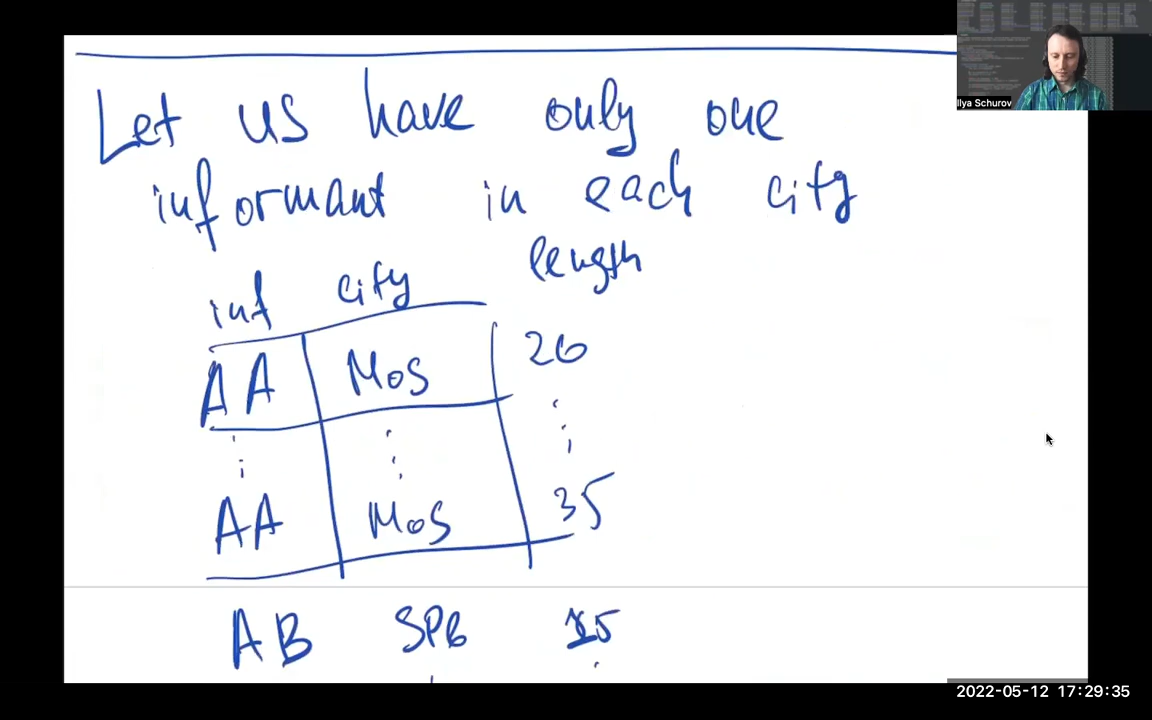 Let us have only one
informant in each city
inf city length
AA Mos 20
AA Mos 35
AB SPB 15
Ilya Schurov
2022-05-12 17:29:35